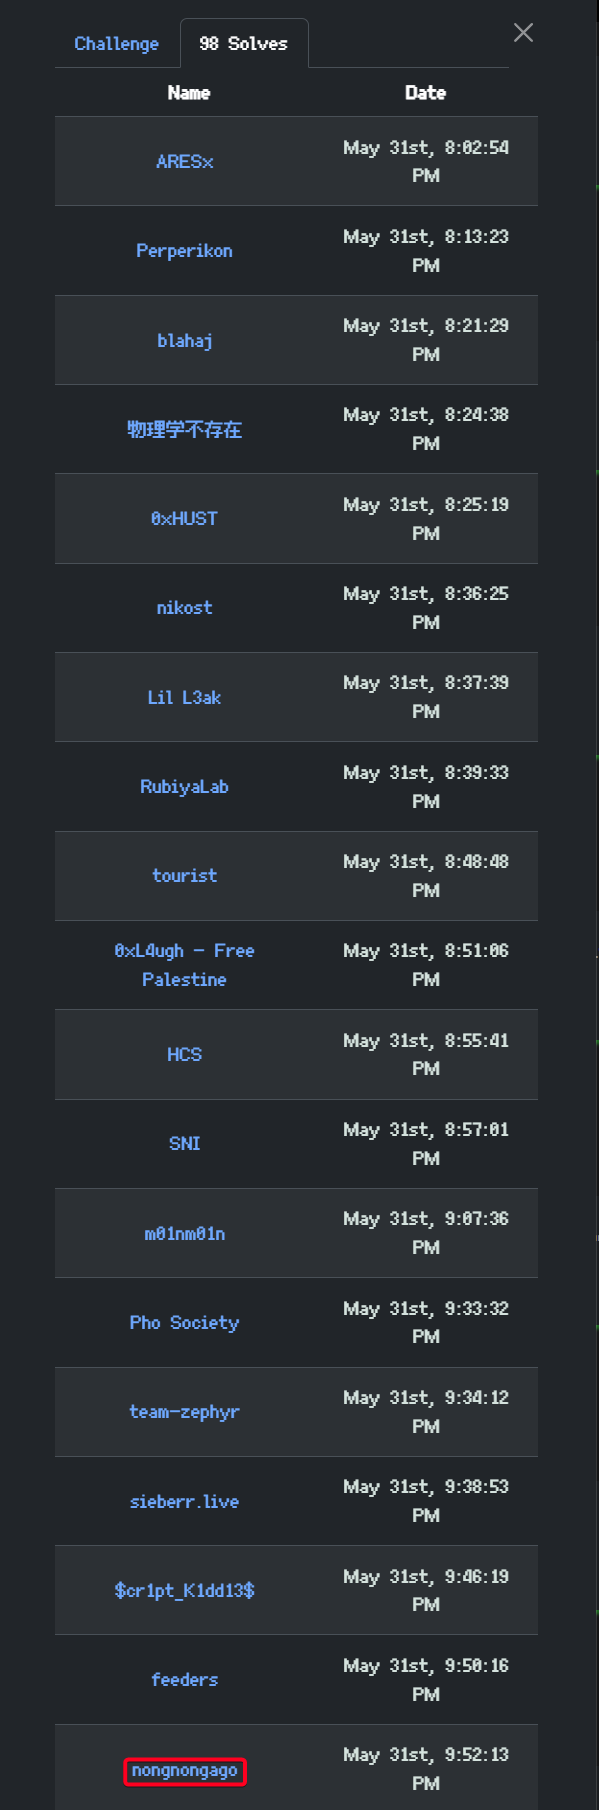 Challenge
98 Solves
Name
Date
ARESx
May 31st, 8:02:54
PM
Perperikon
May 31st, 8:13:23
PM
blahaj
May 31st, 8:21:29
PM
物理学不存在
May 31st, 8:24:38
PM
0xHUST
May 31st, 8:25:19
PM
nikost
May 31st, 8:36:25
PM
Lil L3ak
May 31st, 8:37:39
PM
RubiyaLab
May 31st, 8:39:33
PM
tourist
May 31st, 8:48:48
PM
0xL4ugh - Free
Palestine
May 31st, 8:51:06
PM
HCS
May 31st, 8:55:41
PM
SNI
May 31st, 8:57:01
PM
m01nm01n
May 31st, 9:07:36
PM
Pho Society
May 31st, 9:33:32
PM
team-zephyr
May 31st, 9:34:12
PM
sieberr.live
May 31st, 9:38:53
PM
$cr1pt_K1dd13$
May 31st, 9:46:19
PM
feeders
May 31st, 9:50:16
PM
nongnongago
May 31st, 9:52:13
PM